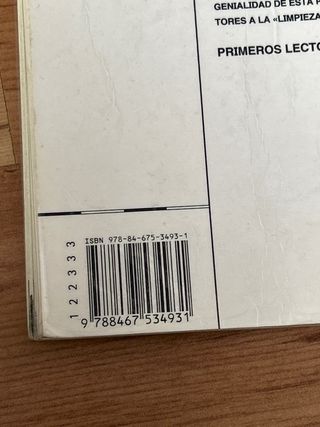 GENIALIDAD DE ESTA
TORES A LA «LIMPIEZA
PRIMEROS LECTO
ISBN 978-84-675-3493-1
122333
9 788467 534931